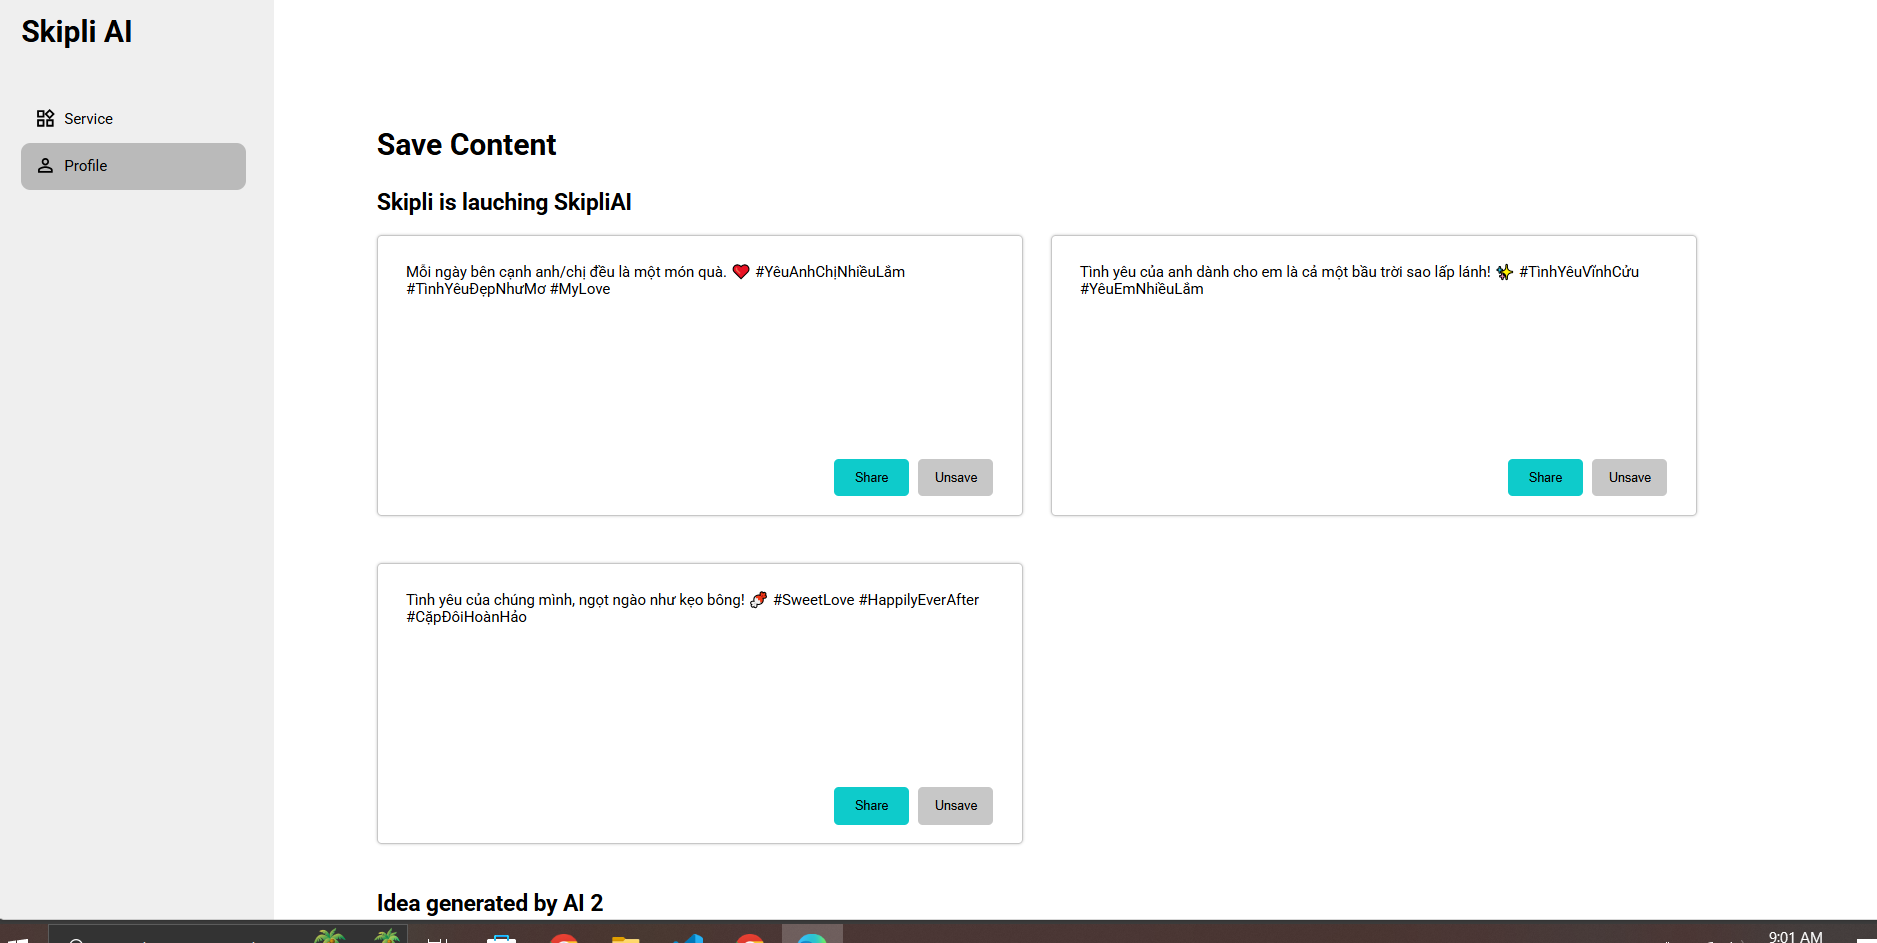 Skipli AI
Service
Profile
Save Content
Skipli is lauching SkipliAI
Mỗi ngày bên cạnh anh/chị đều là một món quà. ❤️ #YêuAnhChịNhiềuLắm
#TìnhYêuĐẹpNhưMơ #MyLove
Share
Unsave
Tình yêu của anh dành cho em là cả một bầu trời sao lấp lánh! ✨ #TìnhYêuVĩnhCửu
#YêuEmNhiềuLắm
Share
Unsave
Tình yêu của chúng mình, ngọt ngào như kẹo bông! #SweetLove #HappilyEverAfter
#CặpĐôiHoànHảo
Share
Unsave
Idea generated by AI 2
9:01 AM